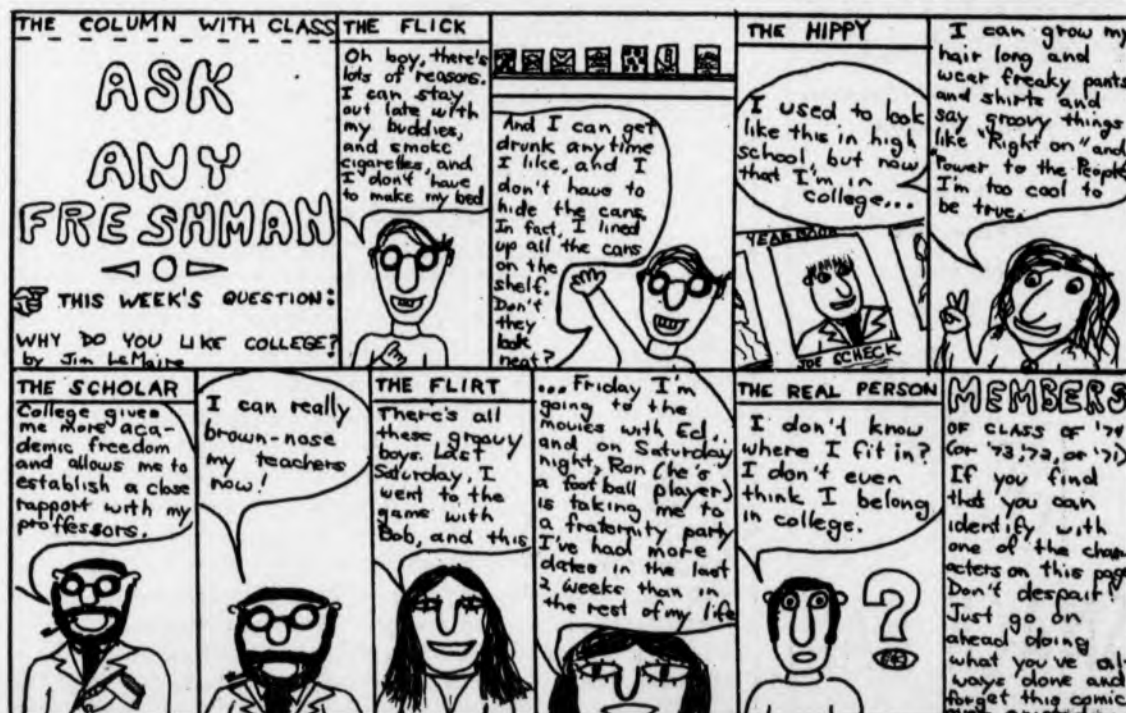 THE COLUMN WITH CLASS
ASK
ANY
FRESHMAN
THIS WEEK'S QUESTION:
WHY DO YOU LIKE COLLEGE?
by Jim LeMaire
THE FLICK
Oh boy, there's
lots of reasons.
I can stay
out late with
my buddies,
and smoke
cigarettes, and
I don't have
to make my bed
And I can get
drunk anytime
I like, and I
don't have to
hide the cans.
In fact, I lined
up all the cans
on the
shelf.
Don't
they
look
neat?
THE HIPPY
I used to look
like this in high
school, but now
that I'm in
college...
YEARBOOK
JOE SCHECK
I can grow my
hair long and
wear freaky pants
and shirts and
say groovy things
like "Right on" and
"Power to the People"
I'm too cool to
be true.
THE SCHOLAR
College gives
me more aca-
demic freedom
and allows me to
establish a close
rapport with my
proffessors.
I can really
brown-nose
my teachers
now!
THE FLIRT
There's all
these groovy
boys. Last
Saturday, I
went to the
game with
Bob, and this
... Friday I'm
going to the
movies with Ed,
and on Saturday
night, Ron (he's
a football player)
is taking me to
a fraternity party
I've had more
dates in the last
2 weeks than in
the rest of my life
THE REAL PERSON
I don't know
where I fit in?
I don't even
think I belong
in college.
?
MEMBERS
OF CLASS OF '74
(or '73, '72, or '71)
If you find
that you can
identify with
one of the char-
acters on this page
Don't despair!
Just go on
ahead doing
what you've al-
ways done and
forget this comic